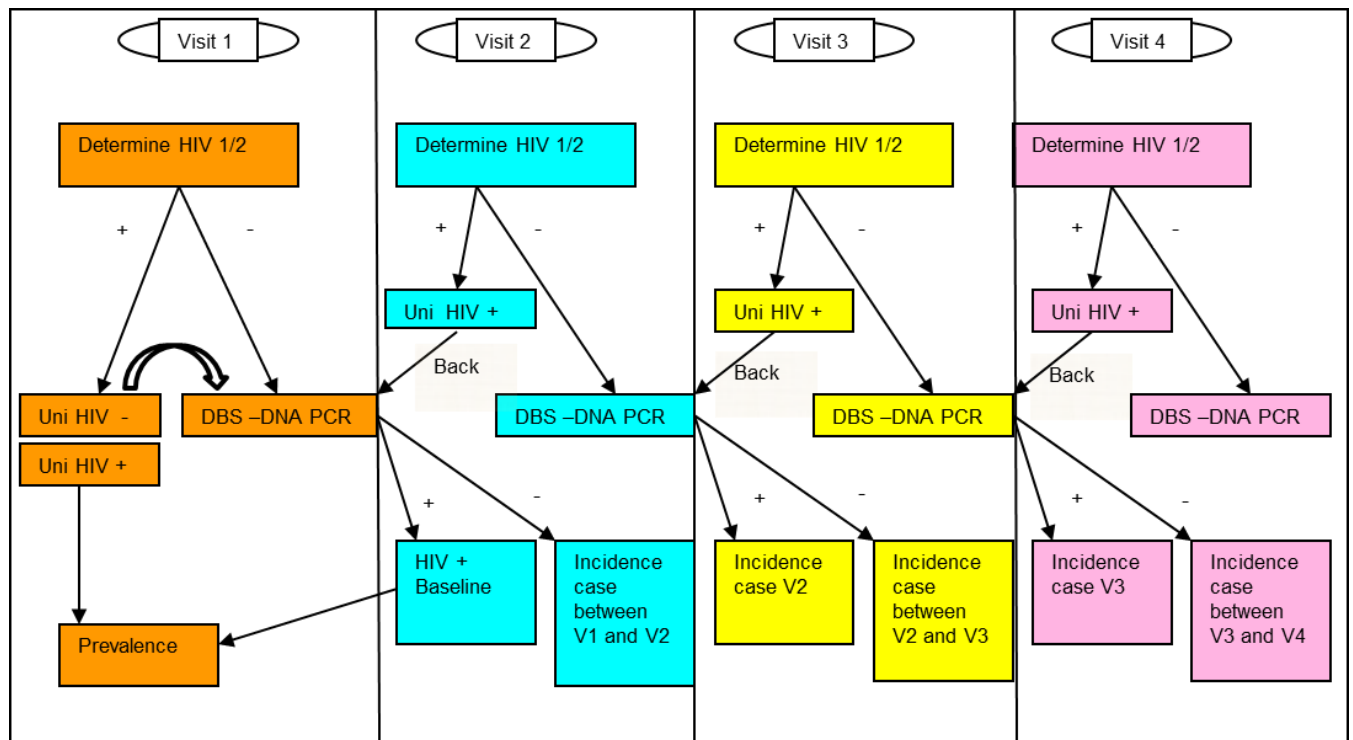 Visit 1
Visit 2
Visit 3
Visit 4
Determine HIV 1/2
Determine HIV 1/2
Determine HIV 1/2
Determine HIV 1/2
+
-
+
-
+
-
+
-
Uni HIV +
Uni HIV +
Uni HIV +
Back
Back
Back
Uni HIV -
DBS –DNA PCR
DBS –DNA PCR
DBS –DNA PCR
DBS –DNA PCR
Uni HIV +
+
-
+
-
+
-
HIV +
Baseline
Incidence
case
between
V1 and V2
Incidence
case V2
Incidence
case
between
V2 and V3
Incidence
case V3
Incidence
case
between
V3 and V4
Prevalence